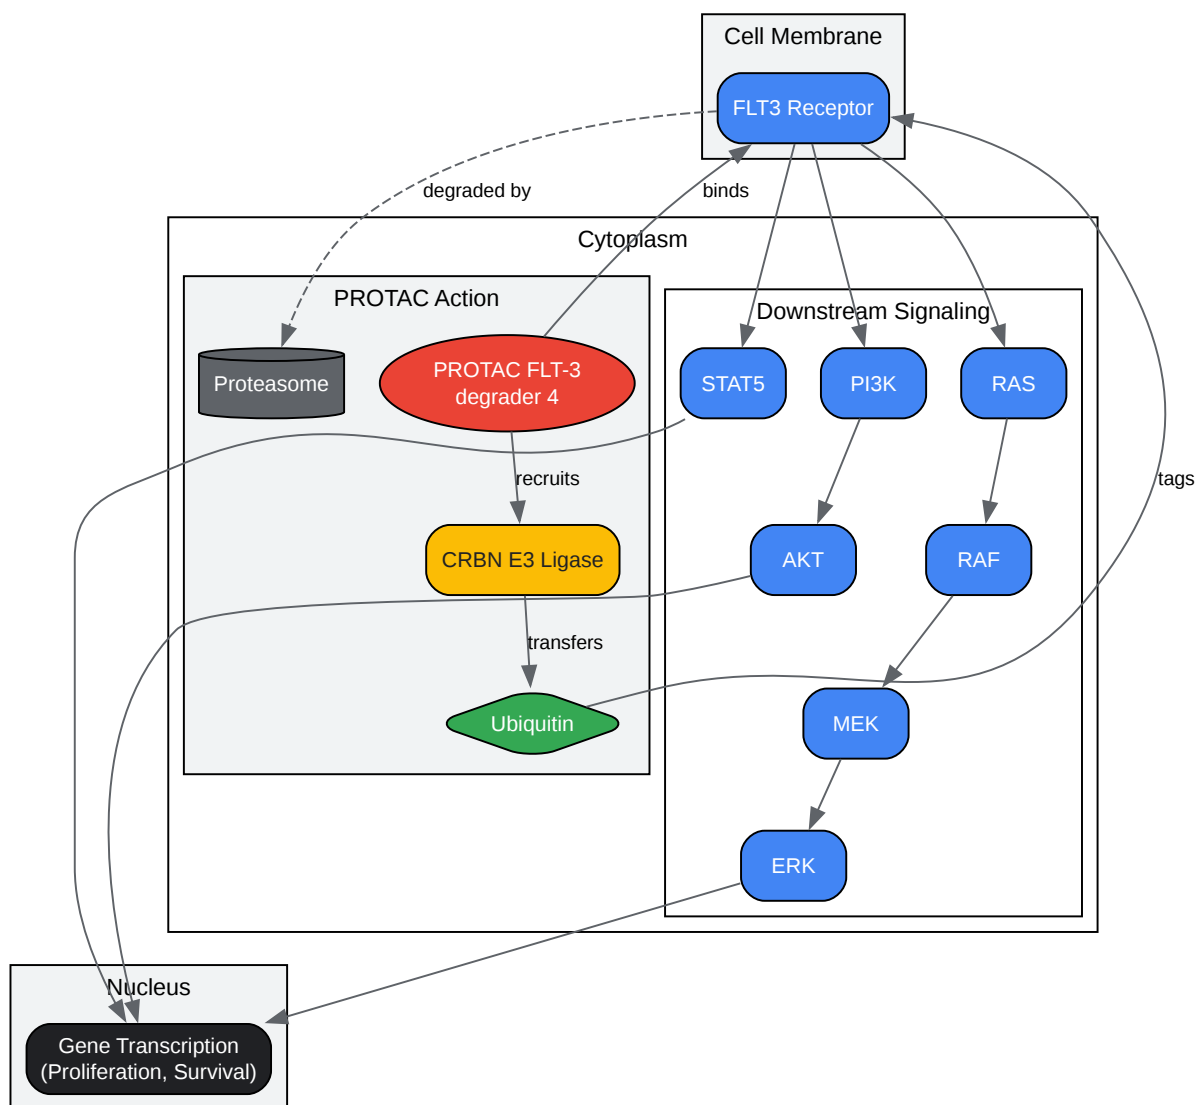 Cell Membrane
FLT3 Receptor
degraded by
binds
Cytoplasm
PROTAC Action
Downstream Signaling
Proteasome
PROTAC FLT-3
degrader 4
STAT5
PI3K
RAS
recruits
tags
CRBN E3 Ligase
AKT
RAF
transfers
Ubiquitin
MEK
ERK
Nucleus
Gene Transcription
(Proliferation, Survival)